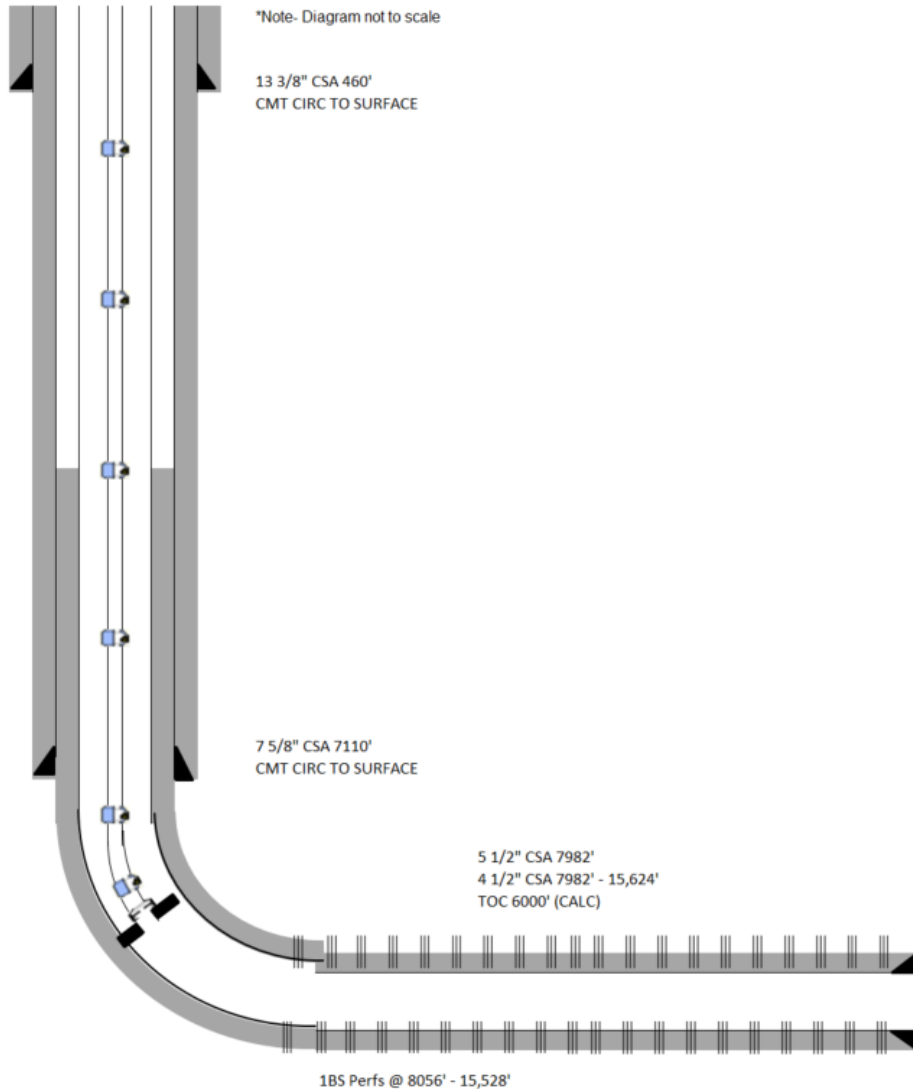 *Note- Diagram not to scale
13 3/8" CSA 460'
CMT CIRC TO SURFACE
7 5/8" CSA 7110'
CMT CIRC TO SURFACE
5 1/2" CSA 7982'
4 1/2" CSA 7982' - 15,624'
TOC 6000' (CALC)
1BS Perfs @ 8056' - 15,528'